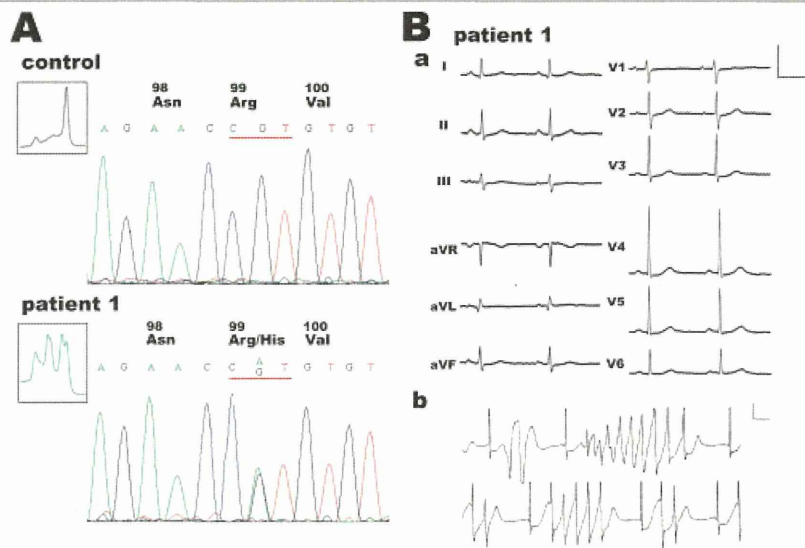 A
control
98 99 100
Asn Arg Val
A G A A C C G T G T G T
patient 1
98 99 100
Asn Arg/His Val
A
A G A A C C G T G T G T
B patient 1
a
I
II
III
aVR
aVL
aVF
V1
V2
V3
V4
V5
V6
b